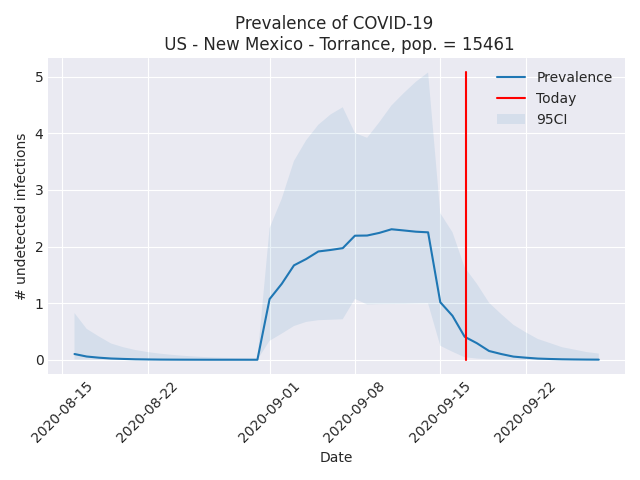 Prevalence of COVID-19
US - New Mexico - Torrance, pop. = 15461
# undetected infections
5
4
3
2
1
0
Prevalence
Today
95CI
2020-08-15
2020-08-22
2020-09-01
2020-09-08
2020-09-15
2020-09-22
Date